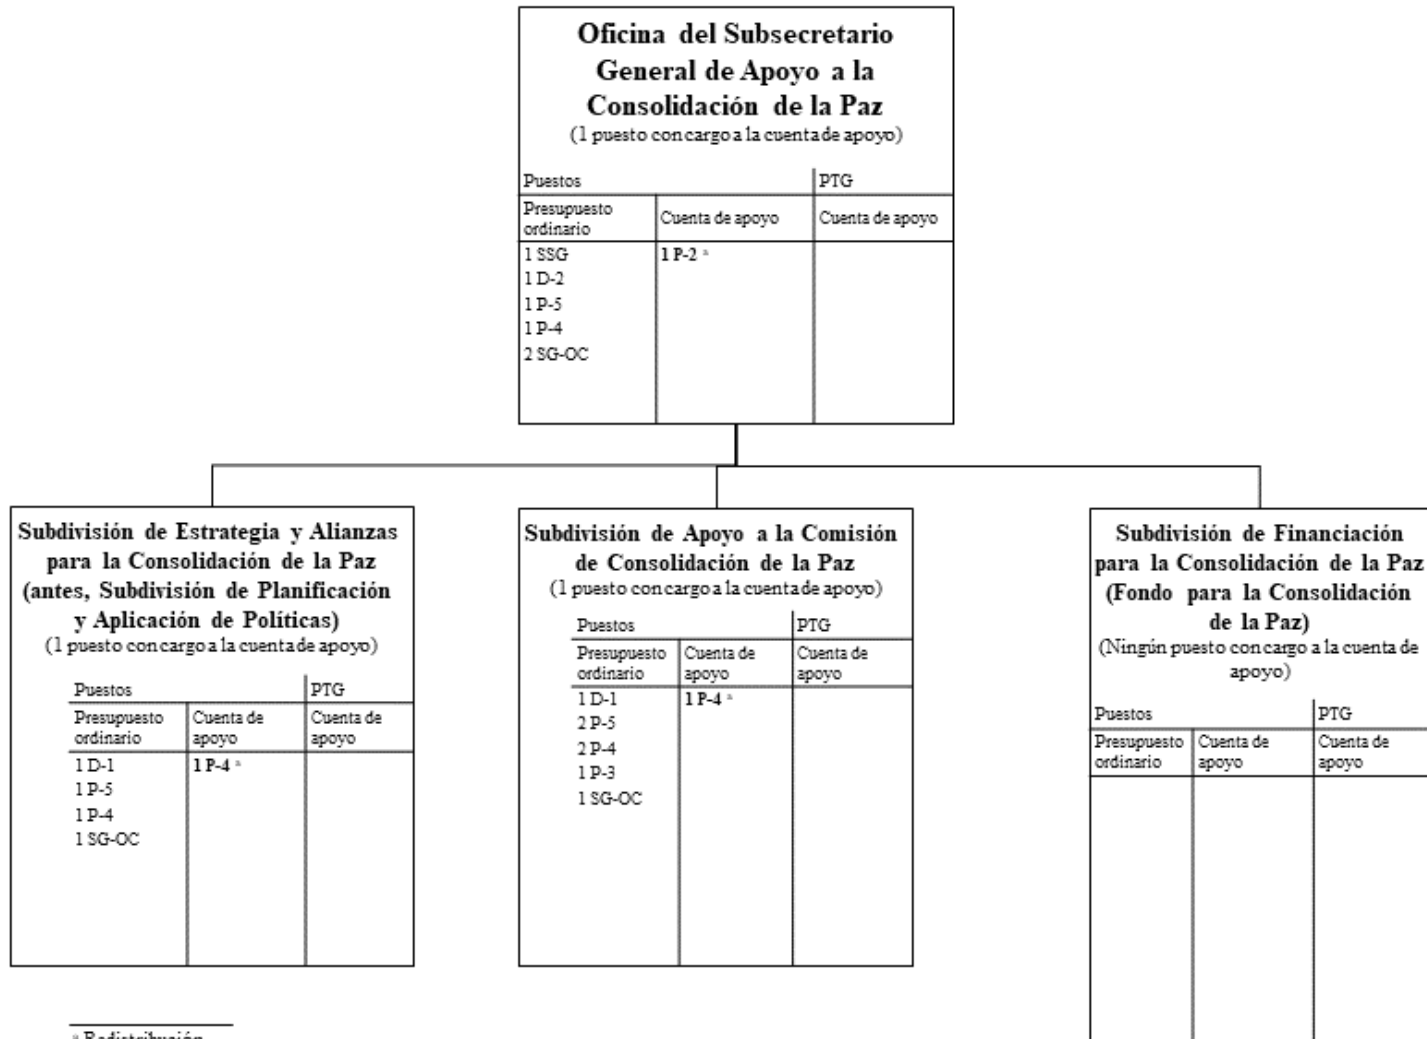 Oficina del Subsecretario
General de Apoyo a la
Consolidación de la Paz
(1 puesto con cargo a la cuenta de apoyo)
Puestos PTG
Presupuesto ordinario Cuenta de apoyo Cuenta de apoyo
1 SSG 1 P-2 a
1 D-2
1 P-5
1 P-4
2 SG-OC
Subdivisión de Estrategia y Alianzas
para la Consolidación de la Paz
(antes, Subdivisión de Planificación
y Aplicación de Políticas)
(1 puesto con cargo a la cuenta de apoyo)
Puestos PTG
Presupuesto ordinario Cuenta de apoyo Cuenta de apoyo
1 D-1 1 P-4 a
1 P-5
1 P-4
1 SG-OC
Subdivisión de Apoyo a la Comisión
de Consolidación de la Paz
(1 puesto con cargo a la cuenta de apoyo)
Puestos PTG
Presupuesto ordinario Cuenta de apoyo Cuenta de apoyo
1 D-1 1 P-4 a
2 P-5
2 P-4
1 P-3
1 SG-OC
Subdivisión de Financiación
para la Consolidación de la Paz
(Fondo para la Consolidación
de la Paz)
(Ningún puesto con cargo a la cuenta de
apoyo)
Puestos PTG
Presupuesto ordinario Cuenta de apoyo Cuenta de apoyo
a Redistribución